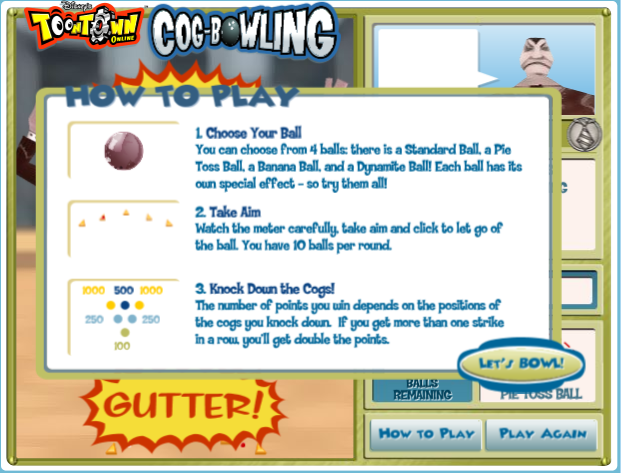 Disney's
TOONTOWN
ONLINE
COG-BOWLING
HOW TO PLAY
1. Choose Your Ball
You can choose from 4 balls: there is a Standard Ball, a Pie
Toss Ball, a Banana Ball, and a Dynamite Ball! Each ball has its
own special effect - so try them all!
2. Take Aim
Watch the meter carefully, take aim and click to let go of
the ball. You have 10 balls per round.
3. Knock Down the Cogs!
1000 500 1000
250 250
100
The number of points you win depends on the positions of
the cogs you knock down. If you get more than one strike
in a row, you'll get double the points.
LET'S BOWL!
GUTTER!
BALLS
REMAINING
PIE TOSS BALL
HOW TO PLAY
PLAY AGAIN